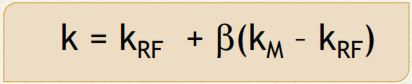 k = kRF + β(kM - kRF)